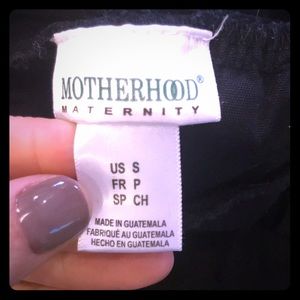 MOTHERHOOD®
MATERNITY
US S
FR P
SP CH
MADE IN GUATEMALA
FABRIQUÉ AU GUATEMALA
HECHO EN GUATEMALA